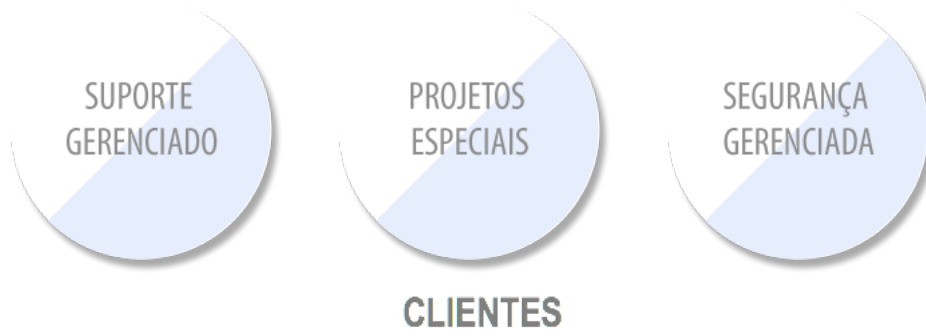 SUPORTE
GERENCIADO
PROJETOS
ESPECIAIS
SEGURANÇA
GERENCIADA
CLIENTES